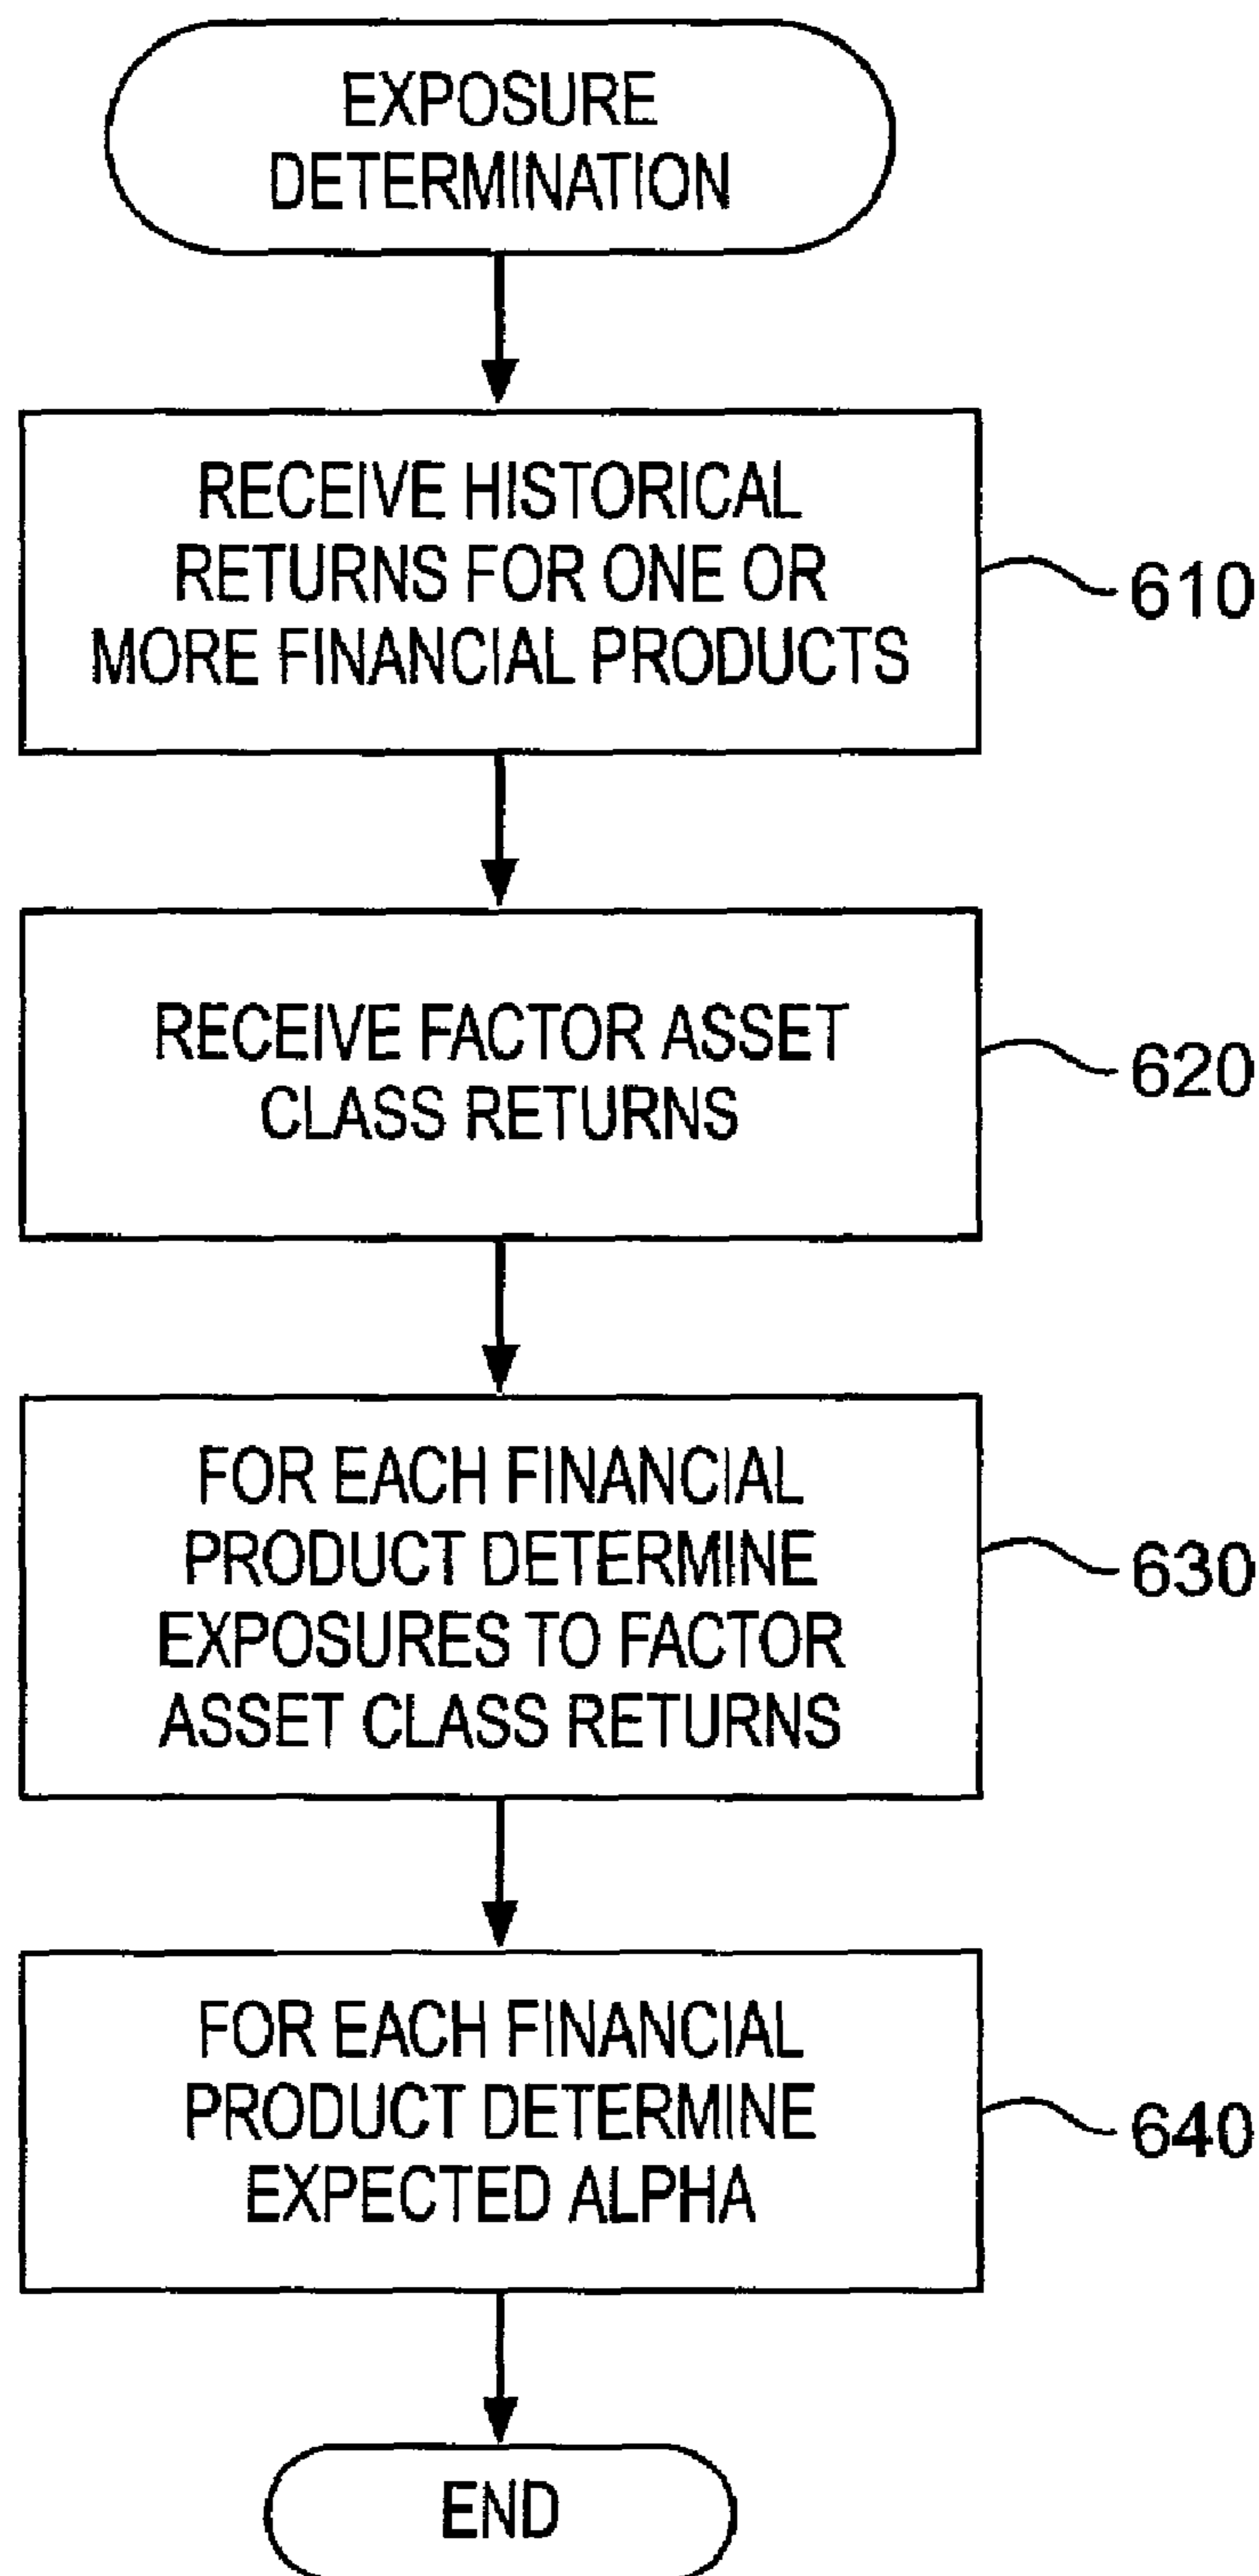 EXPOSURE
DETERMINATION
RECEIVE HISTORICAL
RETURNS FOR ONE OR
MORE FINANCIAL PRODUCTS
610
RECEIVE FACTOR ASSET
CLASS RETURNS
620
FOR EACH FINANCIAL
PRODUCT DETERMINE
EXPOSURES TO FACTOR
ASSET CLASS RETURNS
630
FOR EACH FINANCIAL
PRODUCT DETERMINE
EXPECTED ALPHA
640
END